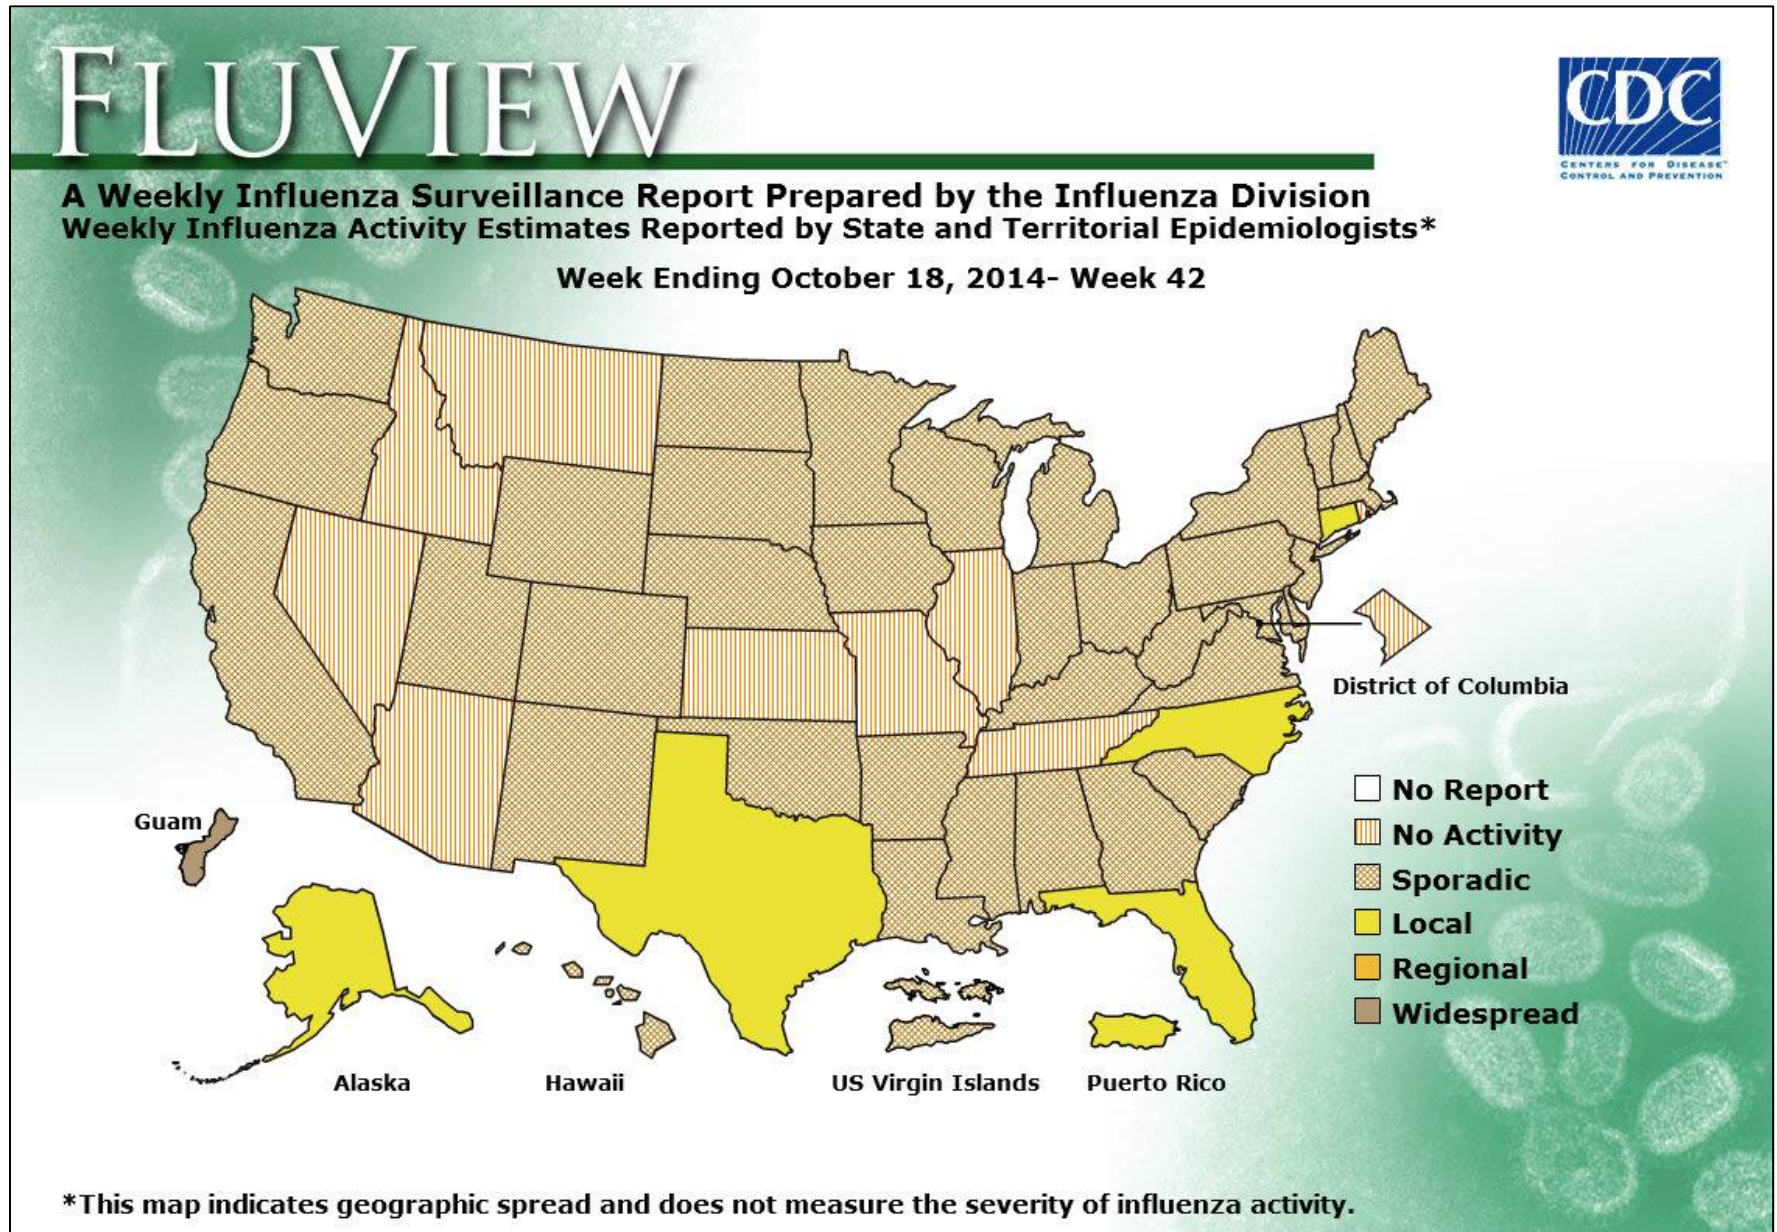 FLUVIEW
CDC
CENTERS FOR DISEASE™
CONTROL AND PREVENTION
A Weekly Influenza Surveillance Report Prepared by the Influenza Division
Weekly Influenza Activity Estimates Reported by State and Territorial Epidemiologists*
Week Ending October 18, 2014- Week 42
District of Columbia
No Report
No Activity
Sporadic
Local
Regional
Widespread
Guam
Alaska
Hawaii
US Virgin Islands
Puerto Rico
*This map indicates geographic spread and does not measure the severity of influenza activity.